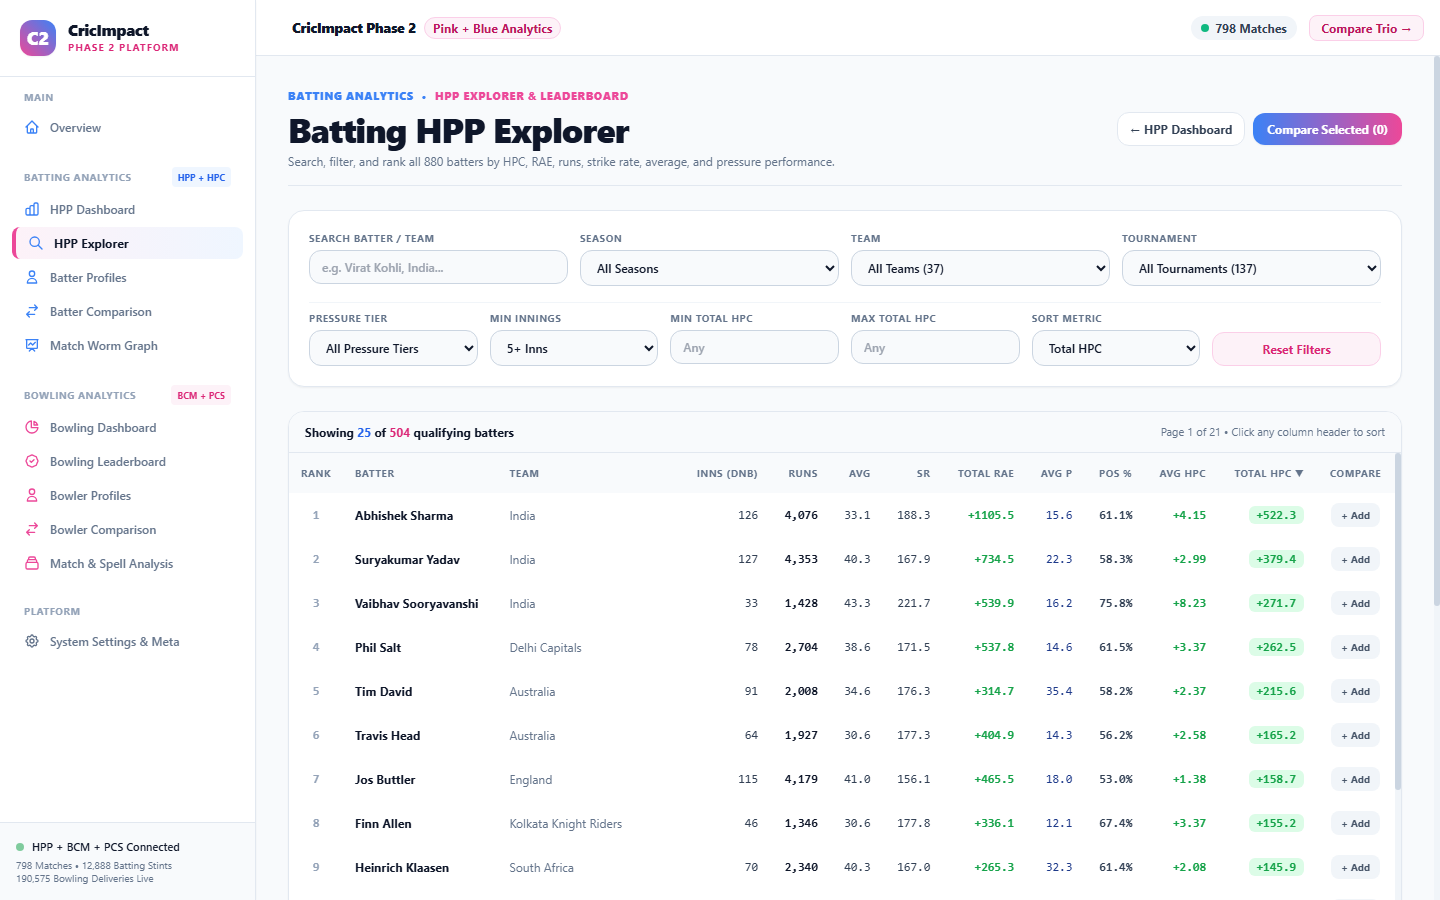 C2
CricImpact
PHASE 2 PLATFORM
MAIN
Overview
BATTING ANALYTICS HPP + HPC
HPP Dashboard
HPP Explorer
Batter Profiles
Batter Comparison
Match Worm Graph
BOWLING ANALYTICS BCM + PCS
Bowling Dashboard
Bowling Leaderboard
Bowler Profiles
Bowler Comparison
Match & Spell Analysis
PLATFORM
System Settings & Meta
HPP + BCM + PCS Connected
798 Matches • 12,888 Batting Stints
190,575 Bowling Deliveries Live
CricImpact Phase 2 Pink + Blue Analytics 798 Matches Compare Trio →
BATTING ANALYTICS • HPP EXPLORER & LEADERBOARD
Batting HPP Explorer
← HPP Dashboard Compare Selected (0)
Search, filter, and rank all 880 batters by HPC, RAE, runs, strike rate, average, and pressure performance.
SEARCH BATTER / TEAM SEASON TEAM TOURNAMENT
e.g. Virat Kohli, India... All Seasons All Teams (37) All Tournaments (137)
PRESSURE TIER MIN INNINGS MIN TOTAL HPC MAX TOTAL HPC SORT METRIC
All Pressure Tiers 5+ Inns Any Any Total HPC Reset Filters
Showing 25 of 504 qualifying batters Page 1 of 21 • Click any column header to sort
RANK BATTER TEAM INNS (DNB) RUNS AVG SR TOTAL RAE AVG P POS % AVG HPC TOTAL HPC ▼ COMPARE
1 Abhishek Sharma India 126 4,076 33.1 188.3 +1105.5 15.6 61.1% +4.15 +522.3 + Add
2 Suryakumar Yadav India 127 4,353 40.3 167.9 +734.5 22.3 58.3% +2.99 +379.4 + Add
3 Vaibhav Sooryavanshi India 33 1,428 43.3 221.7 +539.9 16.2 75.8% +8.23 +271.7 + Add
4 Phil Salt Delhi Capitals 78 2,704 38.6 171.5 +537.8 14.6 61.5% +3.37 +262.5 + Add
5 Tim David Australia 91 2,008 34.6 176.3 +314.7 35.4 58.2% +2.37 +215.6 + Add
6 Travis Head Australia 64 1,927 30.6 177.3 +404.9 14.3 56.2% +2.58 +165.2 + Add
7 Jos Buttler England 115 4,179 41.0 156.1 +465.5 18.0 53.0% +1.38 +158.7 + Add
8 Finn Allen Kolkata Knight Riders 46 1,346 30.6 177.8 +336.1 12.1 67.4% +3.37 +155.2 + Add
9 Heinrich Klaasen South Africa 70 2,340 40.3 167.0 +265.3 32.3 61.4% +2.08 +145.9 + Add